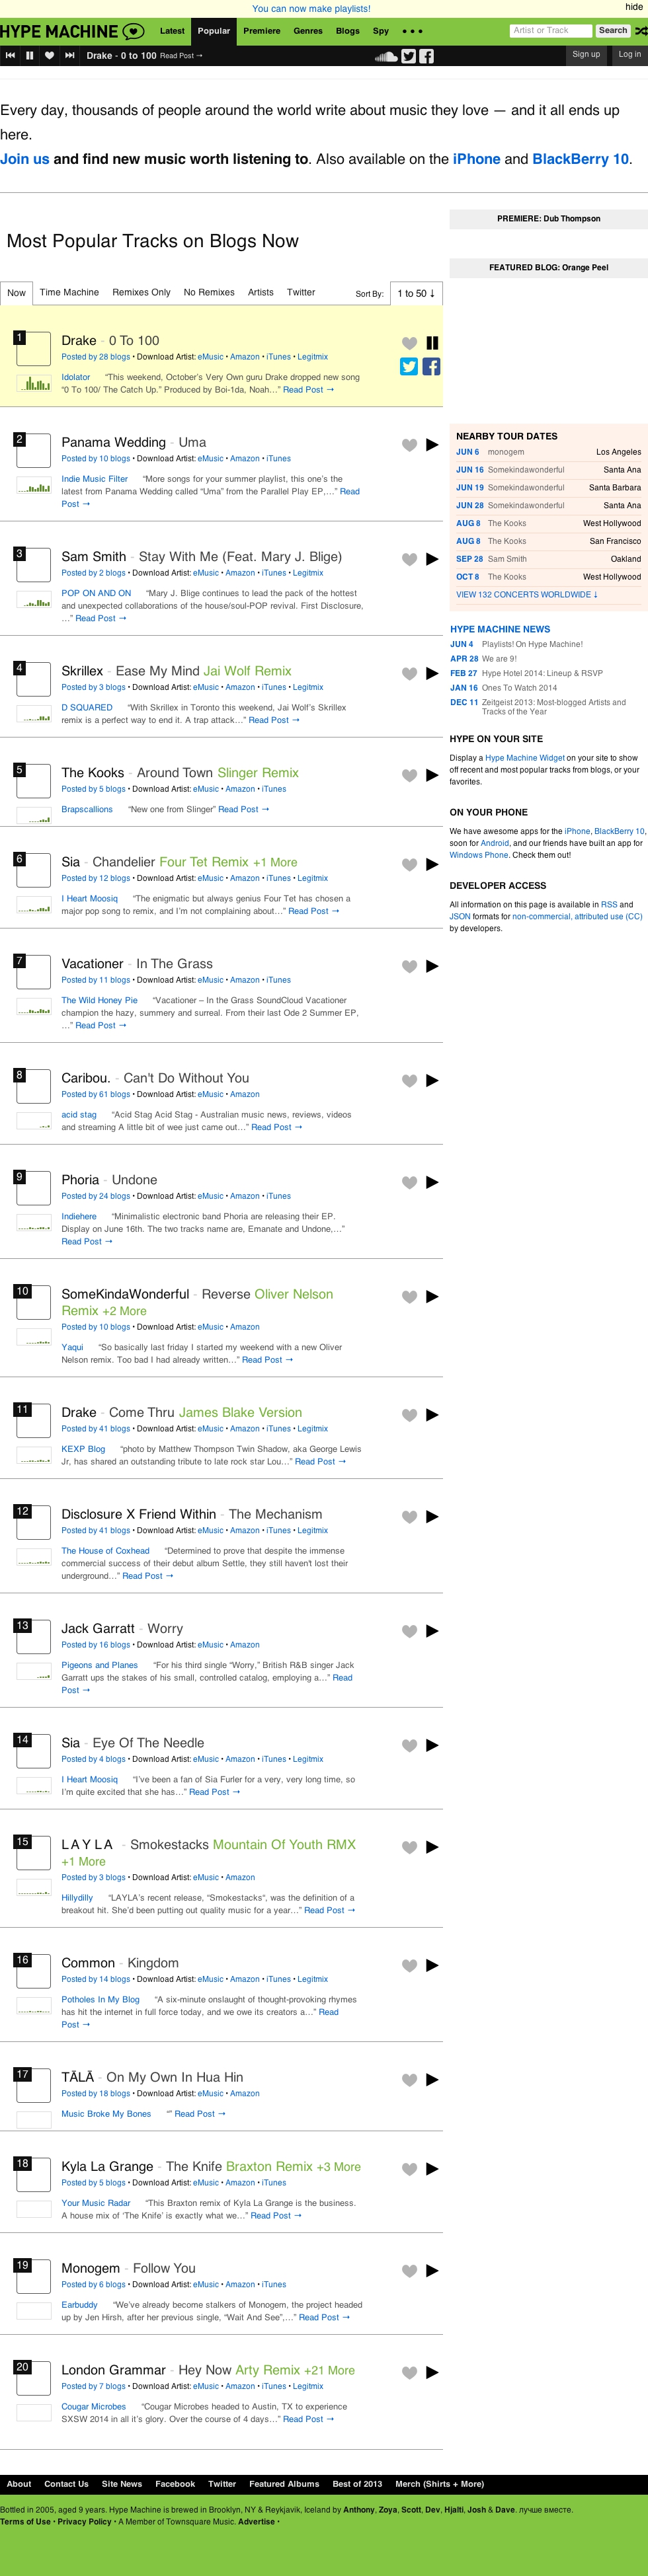 You can now make playlists!
hide
HYPE MACHINE
Latest Popular Premiere Genres Blogs Spy • • •
Artist or Track Search
Drake - 0 to 100 Read Post →
Sign up Log in
Every day, thousands of people around the world write about music they love — and it all ends up
here.
Join us and find new music worth listening to. Also available on the iPhone and BlackBerry 10.
Most Popular Tracks on Blogs Now
Now Time Machine Remixes Only No Remixes Artists Twitter Sort By: 1 to 50 ↓
1
Drake - 0 To 100
Posted by 28 blogs • Download Artist: eMusic • Amazon • iTunes • Legitmix
Idolator “This weekend, October’s Very Own guru Drake dropped new song
“0 To 100/ The Catch Up.” Produced by Boi-1da, Noah…” Read Post →
2
Panama Wedding - Uma
Posted by 10 blogs • Download Artist: eMusic • Amazon • iTunes
Indie Music Filter “More songs for your summer playlist, this one’s the
latest from Panama Wedding called “Uma” from the Parallel Play EP,…” Read
Post →
3
Sam Smith - Stay With Me (Feat. Mary J. Blige)
Posted by 2 blogs • Download Artist: eMusic • Amazon • iTunes • Legitmix
POP ON AND ON “Mary J. Blige continues to lead the pack of the hottest
and unexpected collaborations of the house/soul-POP revival. First Disclosure,
…” Read Post →
4
Skrillex - Ease My Mind Jai Wolf Remix
Posted by 3 blogs • Download Artist: eMusic • Amazon • iTunes • Legitmix
D SQUARED “With Skrillex in Toronto this weekend, Jai Wolf’s Skrillex
remix is a perfect way to end it. A trap attack…” Read Post →
5
The Kooks - Around Town Slinger Remix
Posted by 5 blogs • Download Artist: eMusic • Amazon • iTunes
Brapscallions “New one from Slinger” Read Post →
6
Sia - Chandelier Four Tet Remix +1 More
Posted by 12 blogs • Download Artist: eMusic • Amazon • iTunes • Legitmix
I Heart Moosiq “The enigmatic but always genius Four Tet has chosen a
major pop song to remix, and I’m not complaining about…” Read Post →
7
Vacationer - In The Grass
Posted by 11 blogs • Download Artist: eMusic • Amazon • iTunes
The Wild Honey Pie “Vacationer – In the Grass SoundCloud Vacationer
champion the hazy, summery and surreal. From their last Ode 2 Summer EP,
…” Read Post →
8
Caribou. - Can't Do Without You
Posted by 61 blogs • Download Artist: eMusic • Amazon
acid stag “Acid Stag Acid Stag - Australian music news, reviews, videos
and streaming A little bit of wee just came out…” Read Post →
9
Phoria - Undone
Posted by 24 blogs • Download Artist: eMusic • Amazon • iTunes
Indiehere “Minimalistic electronic band Phoria are releasing their EP.
Display on June 16th. The two tracks name are, Emanate and Undone,…”
Read Post →
10
SomeKindaWonderful - Reverse Oliver Nelson
Remix +2 More
Posted by 10 blogs • Download Artist: eMusic • Amazon
Yaqui “So basically last friday I started my weekend with a new Oliver
Nelson remix. Too bad I had already written…” Read Post →
11
Drake - Come Thru James Blake Version
Posted by 41 blogs • Download Artist: eMusic • Amazon • iTunes • Legitmix
KEXP Blog “photo by Matthew Thompson Twin Shadow, aka George Lewis
Jr, has shared an outstanding tribute to late rock star Lou…” Read Post →
12
Disclosure X Friend Within - The Mechanism
Posted by 41 blogs • Download Artist: eMusic • Amazon • iTunes • Legitmix
The House of Coxhead “Determined to prove that despite the immense
commercial success of their debut album Settle, they still haven't lost their
underground…” Read Post →
13
Jack Garratt - Worry
Posted by 16 blogs • Download Artist: eMusic • Amazon
Pigeons and Planes “For his third single “Worry,” British R&B singer Jack
Garratt ups the stakes of his small, controlled catalog, employing a…” Read
Post →
14
Sia - Eye Of The Needle
Posted by 4 blogs • Download Artist: eMusic • Amazon • iTunes • Legitmix
I Heart Moosiq “I’ve been a fan of Sia Furler for a very, very long time, so
I’m quite excited that she has…” Read Post →
15
L A Y L A - Smokestacks Mountain Of Youth RMX
+1 More
Posted by 3 blogs • Download Artist: eMusic • Amazon
Hillydilly “LAYLA’s recent release, “Smokestacks“, was the definition of a
breakout hit. She’d been putting out quality music for a year…” Read Post →
16
Common - Kingdom
Posted by 14 blogs • Download Artist: eMusic • Amazon • iTunes • Legitmix
Potholes In My Blog “A six-minute onslaught of thought-provoking rhymes
has hit the internet in full force today, and we owe its creators a…” Read
Post →
17
TĀLĀ - On My Own In Hua Hin
Posted by 18 blogs • Download Artist: eMusic • Amazon
Music Broke My Bones “” Read Post →
18
Kyla La Grange - The Knife Braxton Remix +3 More
Posted by 5 blogs • Download Artist: eMusic • Amazon • iTunes
Your Music Radar “This Braxton remix of Kyla La Grange is the business.
A house mix of ‘The Knife’ is exactly what we…” Read Post →
19
Monogem - Follow You
Posted by 6 blogs • Download Artist: eMusic • Amazon • iTunes
Earbuddy “We’ve already become stalkers of Monogem, the project headed
up by Jen Hirsh, after her previous single, “Wait And See”,…” Read Post →
20
London Grammar - Hey Now Arty Remix +21 More
Posted by 7 blogs • Download Artist: eMusic • Amazon • iTunes • Legitmix
Cougar Microbes “Cougar Microbes headed to Austin, TX to experience
SXSW 2014 in all it’s glory. Over the course of 4 days…” Read Post →
PREMIERE: Dub Thompson
FEATURED BLOG: Orange Peel
NEARBY TOUR DATES
JUN 6 monogem Los Angeles
JUN 16 Somekindawonderful Santa Ana
JUN 19 Somekindawonderful Santa Barbara
JUN 28 Somekindawonderful Santa Ana
AUG 8 The Kooks West Hollywood
AUG 8 The Kooks San Francisco
SEP 28 Sam Smith Oakland
OCT 8 The Kooks West Hollywood
VIEW 132 CONCERTS WORLDWIDE ↓
HYPE MACHINE NEWS
JUN 4 Playlists! On Hype Machine!
APR 28 We are 9!
FEB 27 Hype Hotel 2014: Lineup & RSVP
JAN 16 Ones To Watch 2014
DEC 11 Zeitgeist 2013: Most-blogged Artists and
Tracks of the Year
HYPE ON YOUR SITE
Display a Hype Machine Widget on your site to show
off recent and most popular tracks from blogs, or your
favorites.
ON YOUR PHONE
We have awesome apps for the iPhone, BlackBerry 10,
soon for Android, and our friends have built an app for
Windows Phone. Check them out!
DEVELOPER ACCESS
All information on this page is available in RSS and
JSON formats for non-commercial, attributed use (CC)
by developers.
About Contact Us Site News Facebook Twitter Featured Albums Best of 2013 Merch (Shirts + More)
Bottled in 2005, aged 9 years. Hype Machine is brewed in Brooklyn, NY & Reykjavik, Iceland by Anthony, Zoya, Scott, Dev, Hjalti, Josh & Dave. лучше вместе.
Terms of Use • Privacy Policy • A Member of Townsquare Music. Advertise •